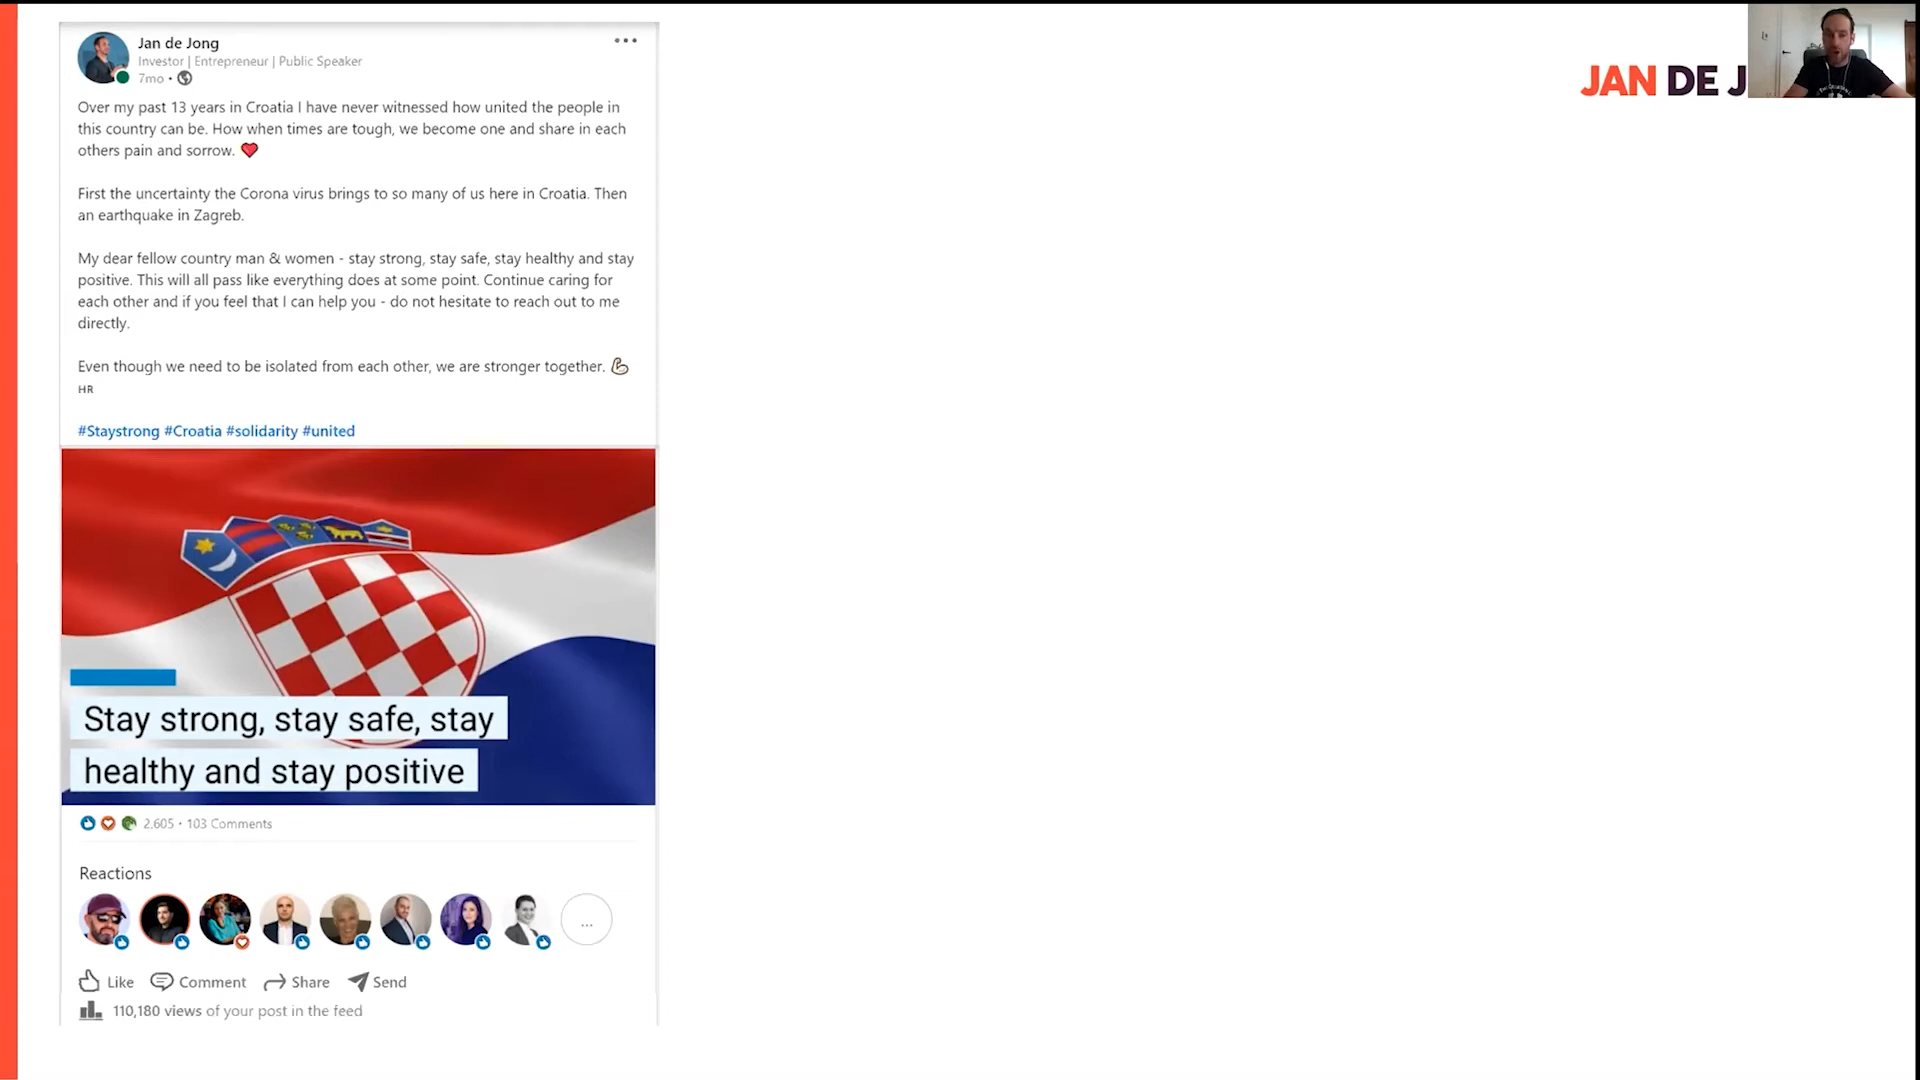 Jan de Jong
Investor | Entrepreneur | Public Speaker
7mo •
Over my past 13 years in Croatia I have never witnessed how united the people in
this country can be. How when times are tough, we become one and share in each
others pain and sorrow. ❤️
First the uncertainty the Corona virus brings to so many of us here in Croatia. Then
an earthquake in Zagreb.
My dear fellow country man & women - stay strong, stay safe, stay healthy and stay
positive. This will all pass like everything does at some point. Continue caring for
each other and if you feel that I can help you - do not hesitate to reach out to me
directly.
Even though we need to be isolated from each other, we are stronger together. 💪
HR
#Staystrong #Croatia #solidarity #united
Stay strong, stay safe, stay
healthy and stay positive
2,605 • 103 Comments
Reactions
...
Like Comment Share Send
110,180 views of your post in the feed
JAN DE J